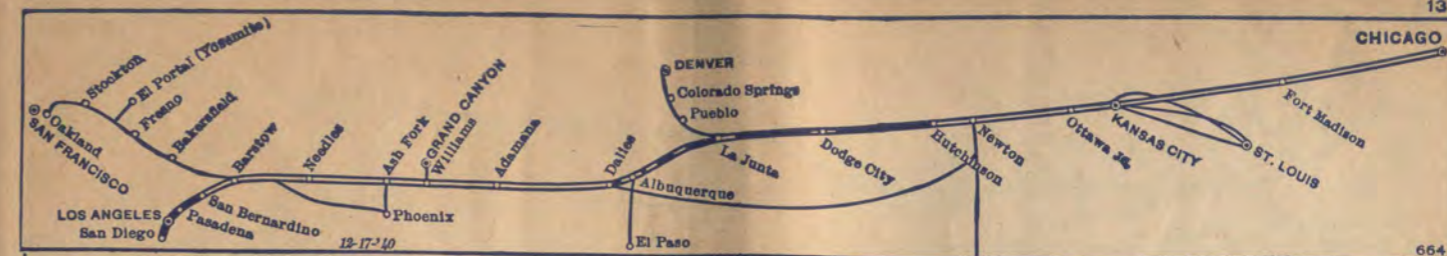 13
CHICAGO
DENVER
Stockton
El Portal (Yosemite)
Colorado Springs
Fort Madison
Fresno
Pueblo
Oakland
SAN FRANCISCO
Bakersfield
Barstow
Needles
Ash Fork
GRAND CANYON
Williams
Adamana
Dalies
Albuquerque
La Junta
Dodge City
Hutchinson
Newton
Ottawa Jc.
KANSAS CITY
ST. LOUIS
LOS ANGELES
San Diego
Pasadena
San Bernardino
Phoenix
El Paso
12-17-'40
664